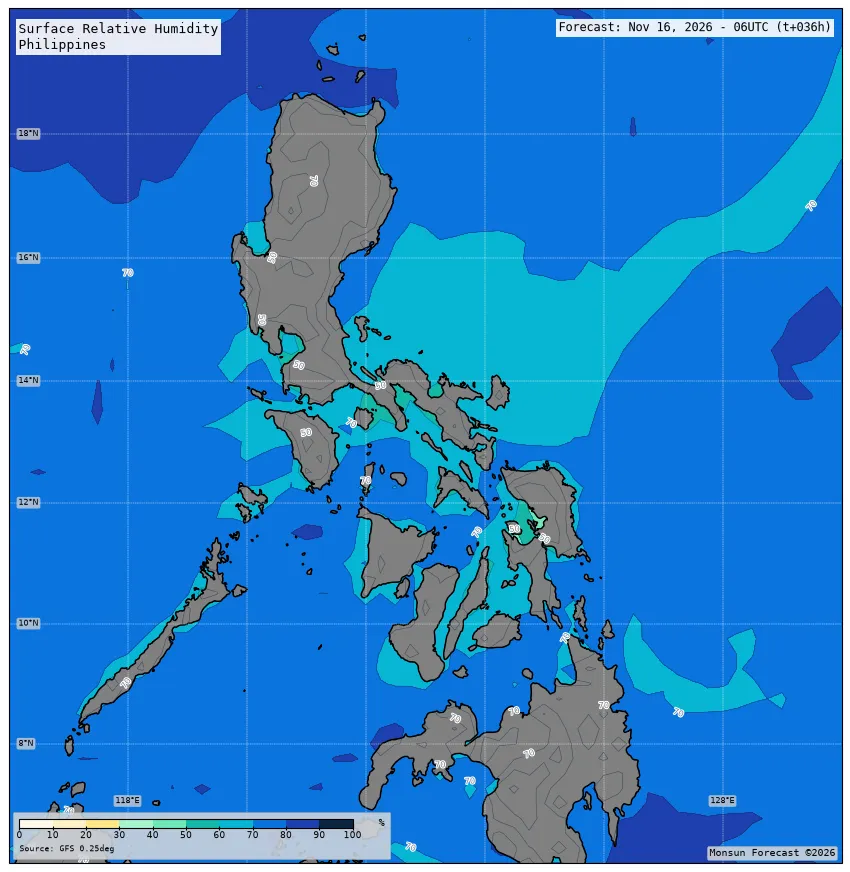 Surface Relative Humidity
Philippines
Forecast: Nov 16, 2026 - 06UTC (t+036h)
18°N
70
70
16°N
50
70
50
70
50
14°N
50
70
50
70
12°N
50
50
70
10°N
70
70
70
70
70
70
8°N
70
70
70
118°E
128°E
70
0 10 20 30 40 50 60 70 80 90 100 %
Source: GFS 0.25deg
Monsun Forecast ©2026